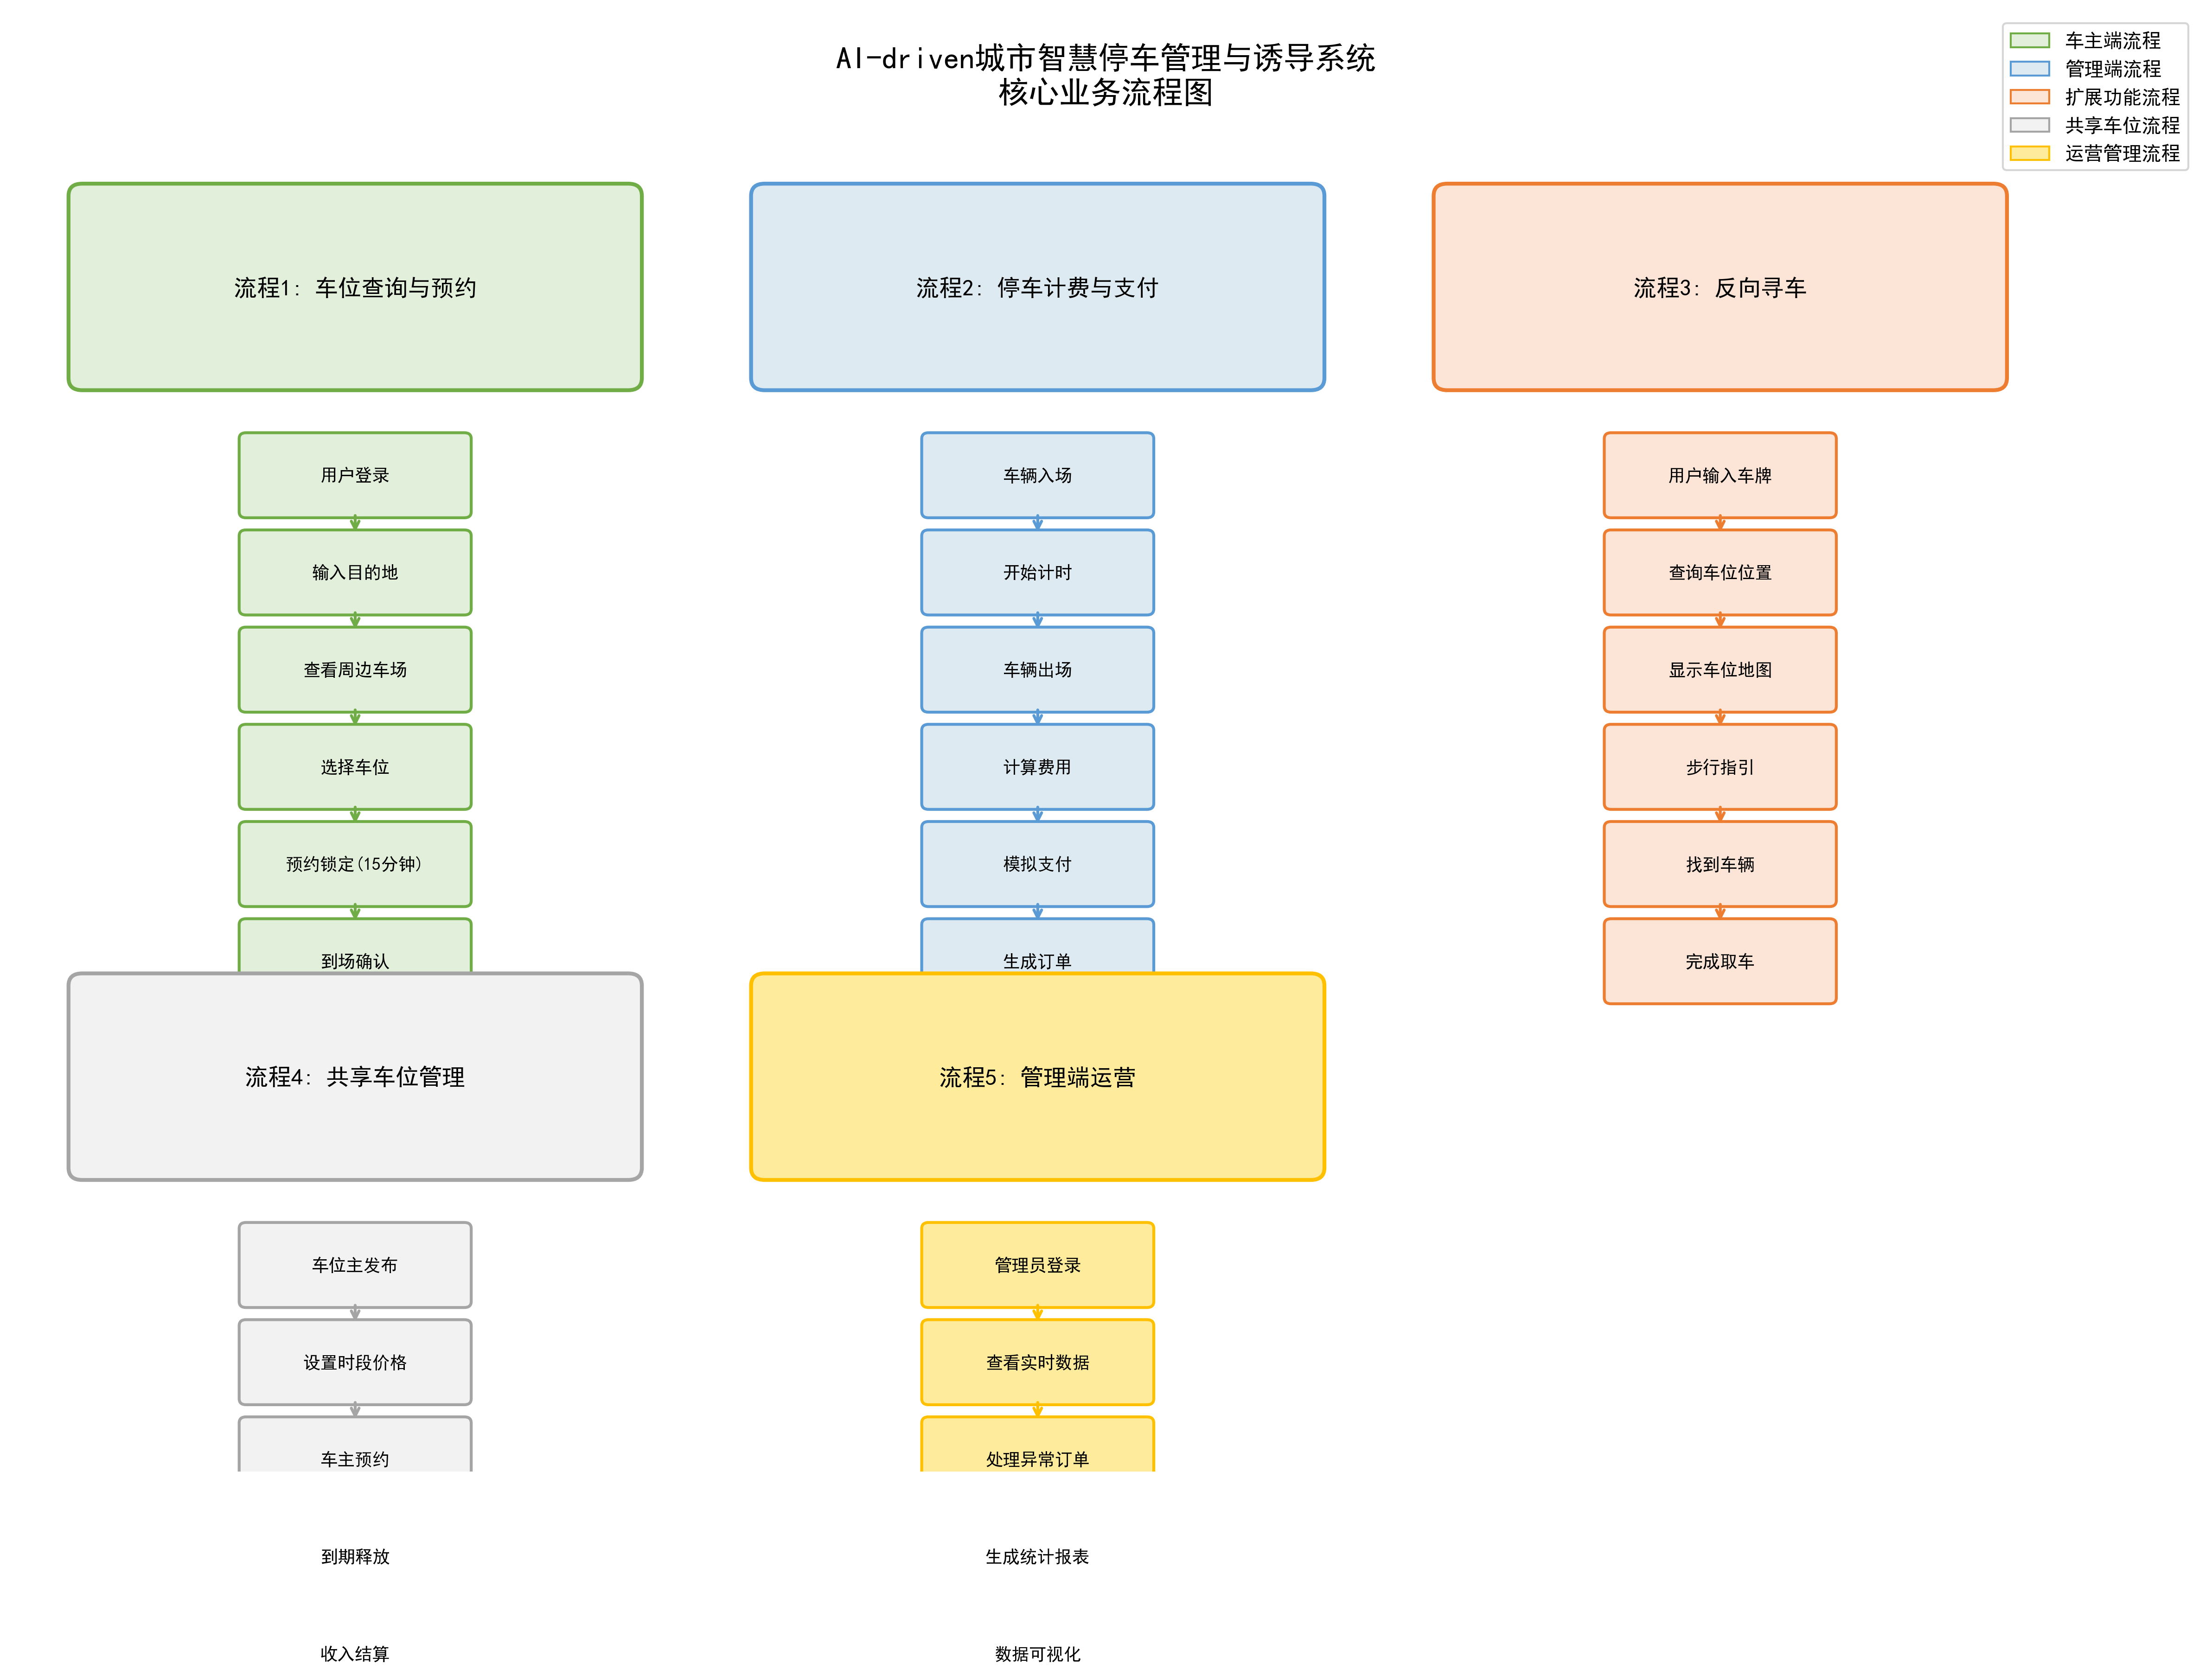 AI-driven城市智慧停车管理与诱导系统
核心业务流程图
车主端流程
管理端流程
扩展功能流程
共享车位流程
运营管理流程
流程1: 车位查询与预约
用户登录
输入目的地
查看周边车场
选择车位
预约锁定(15分钟)
到场确认
流程2: 停车计费与支付
车辆入场
开始计时
车辆出场
计算费用
模拟支付
生成订单
流程3: 反向寻车
用户输入车牌
查询车位位置
显示车位地图
步行指引
找到车辆
完成取车
流程4: 共享车位管理
车位主发布
设置时段价格
车主预约
到期释放
收入结算
流程5: 管理端运营
管理员登录
查看实时数据
处理异常订单
生成统计报表
数据可视化